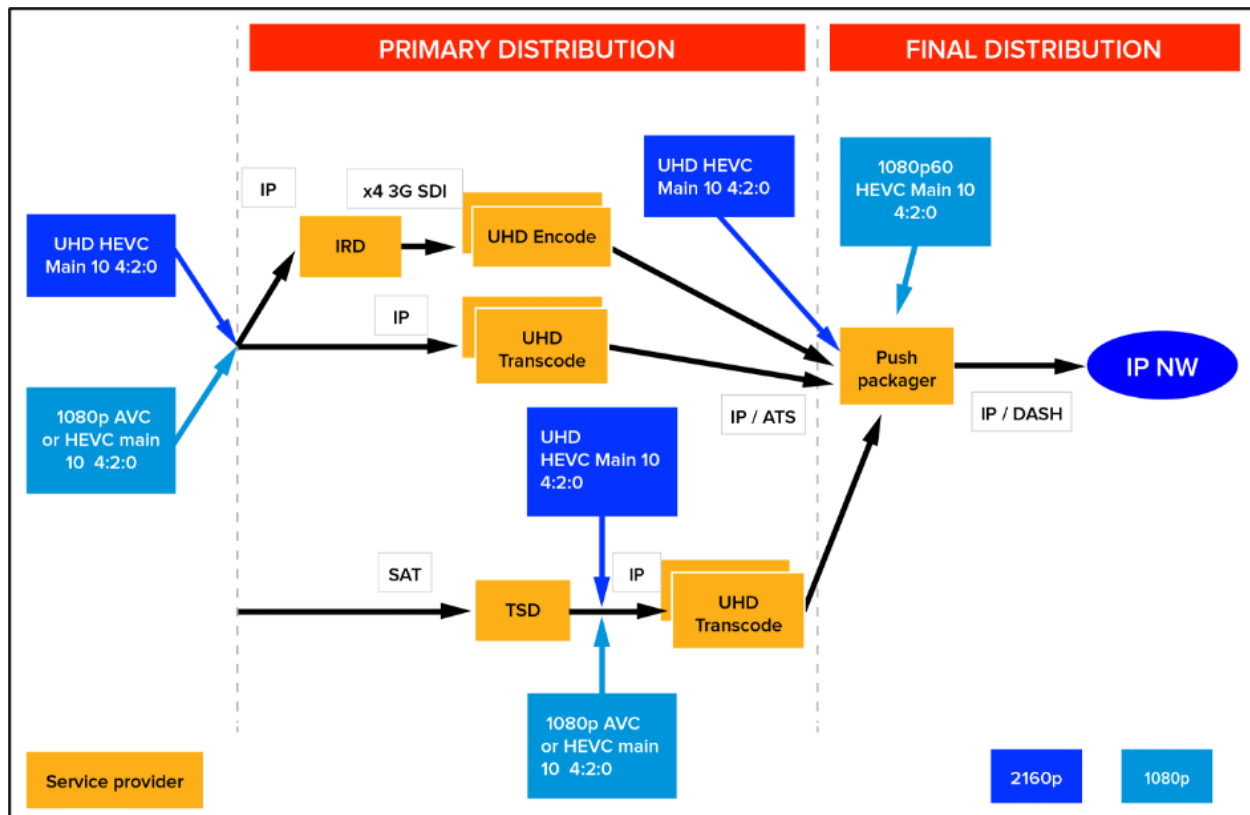 PRIMARY DISTRIBUTION
FINAL DISTRIBUTION
UHD HEVC
Main 10 4:2:0
1080p AVC
or HEVC main
10 4:2:0
IP
IRD
x4 3G SDI
UHD Encode
IP
UHD
Transcode
UHD HEVC
Main 10 4:2:0
1080p60
HEVC Main 10
4:2:0
Push
packager
IP NW
IP / ATS
IP / DASH
UHD
HEVC Main 10
4:2:0
SAT
TSD
IP
UHD
Transcode
1080p AVC
or HEVC main
10 4:2:0
Service provider
2160p
1080p